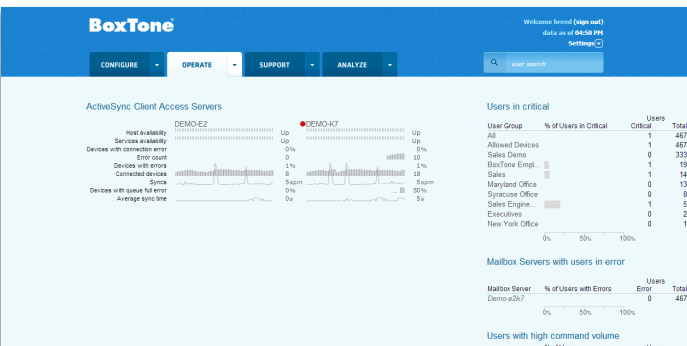 BoxTone
Welcome breed (sign out)
data as of 04:50 PM
Settings
CONFIGURE OPERATE SUPPORT ANALYZE
user search
ActiveSync Client Access Servers
DEMO-E2 DEMO-K7
Host availability Up Up
Services availability Up Up
Devices with connection error 0% 0%
Error count 0 10
Devices with errors 1% 1%
Connected devices 42 18
Syncs 5spm 5spm
Devices with queue full error 0% 50%
Average sync time 0s 5s
Users in critical
Users
User Group % of Users in Critical Critical Total
All 1 467
Allowed Devices 1 467
Sales Demo 0 333
BoxTone Empl... 1 19
Sales 1 14
Maryland Office 0 13
Syracuse Office 0 8
Sales Engine... 1 5
Executives 0 2
New York Office 0 1
0% 50% 100%
Mailbox Servers with users in error
Users
Mailbox Server % of Users with Errors Error Total
Demo-e2k7 0 467
0% 50% 100%
Users with high command volume